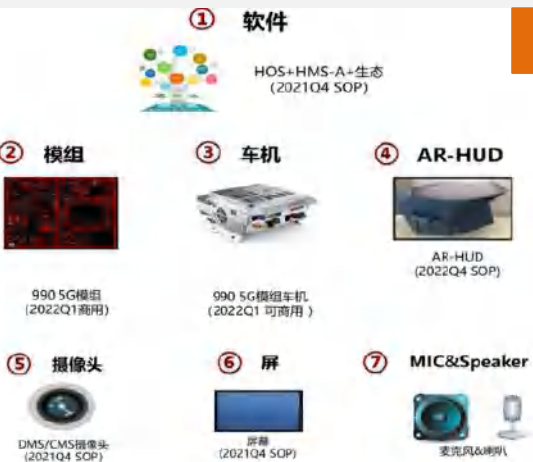 ① 软件
HOS+HMS-A+生态
(2021Q4 SOP)
② 模组
③ 车机
④ AR-HUD
990 5G模组
(2022Q1商用)
990 5G模组车机
(2022Q1 可商用 )
AR-HUD
(2022Q4 SOP)
⑤ 摄像头
⑥ 屏
⑦ MIC&Speaker
DMS/CMS摄像头
(2021Q4 SOP)
屏幕
(2021Q4 SOP)
麦克风&喇叭